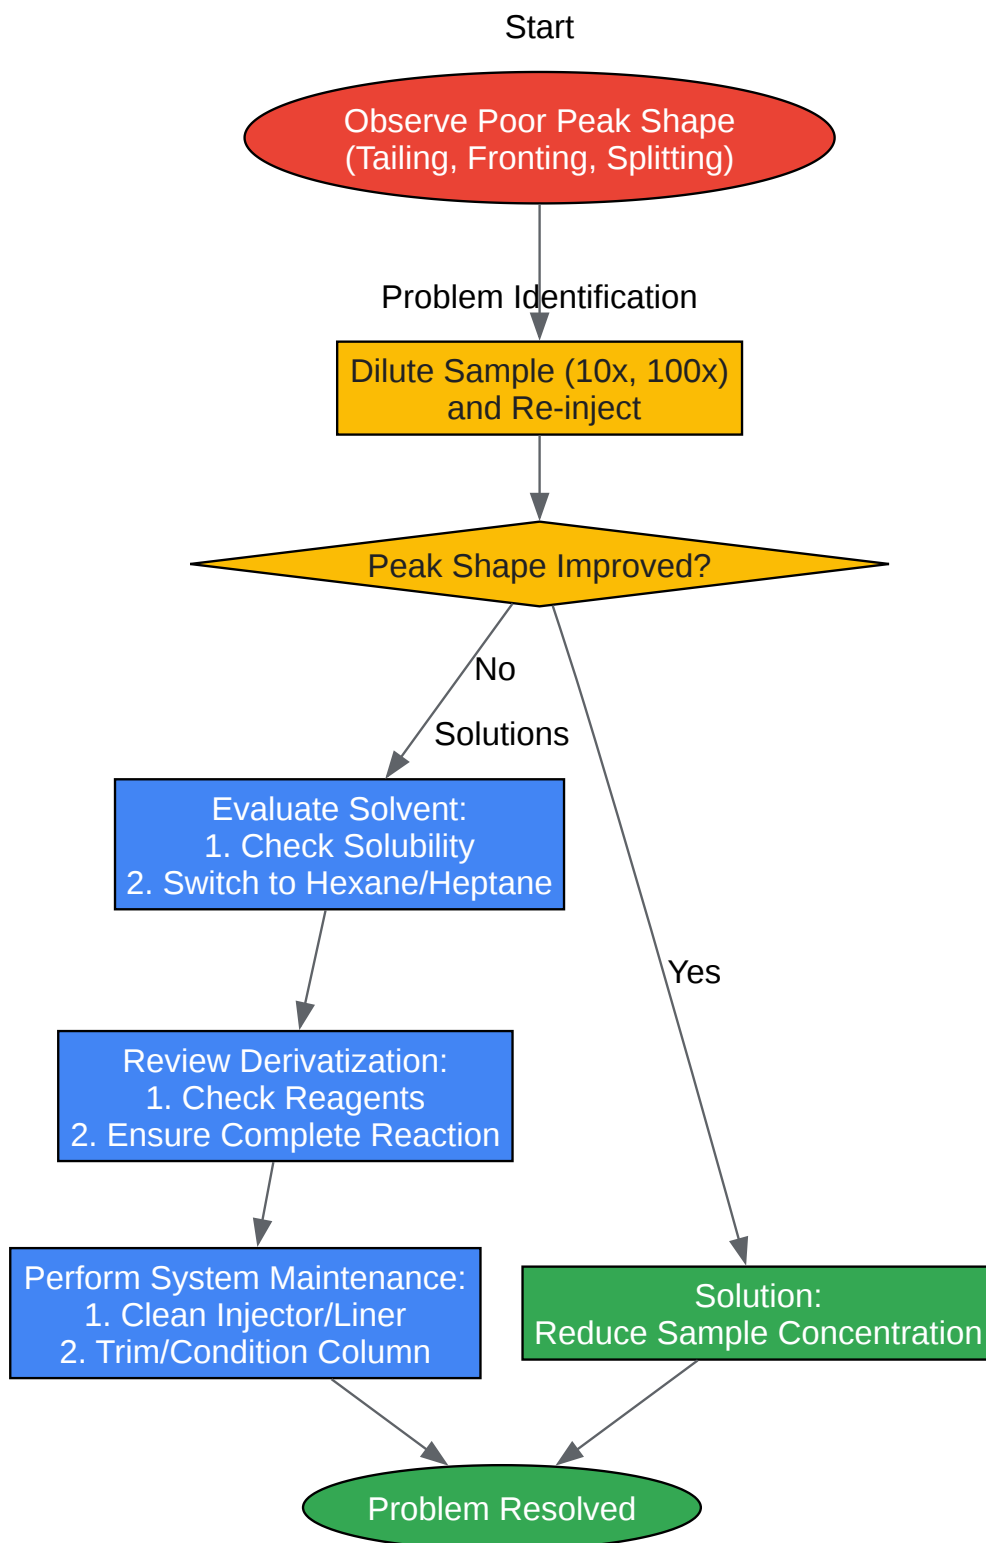 Start
Observe Poor Peak Shape
(Tailing, Fronting, Splitting)
Problem Identification
Dilute Sample (10x, 100x)
and Re-inject
Peak Shape Improved?
No
Solutions
Evaluate Solvent:
1. Check Solubility
2. Switch to Hexane/Heptane
Yes
Review Derivatization:
1. Check Reagents
2. Ensure Complete Reaction
Perform System Maintenance:
1. Clean Injector/Liner
2. Trim/Condition Column
Solution:
Reduce Sample Concentration
Problem Resolved